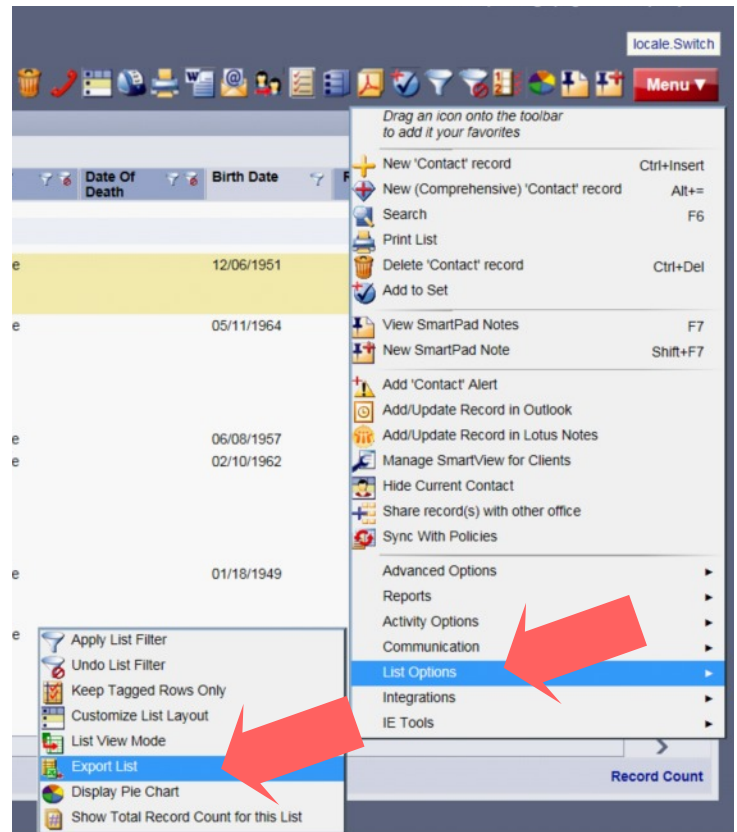 locale.Switch
Menu ▼
Drag an icon onto the toolbar
to add it your favorites
Date Of
Death
Birth Date
New 'Contact' record Ctrl+Insert
New (Comprehensive) 'Contact' record Alt+=
Search F6
Print List
e 12/06/1951
Delete 'Contact' record Ctrl+Del
Add to Set
e 05/11/1964
View SmartPad Notes F7
New SmartPad Note Shift+F7
Add 'Contact' Alert
Add/Update Record in Outlook
e 06/08/1957
Add/Update Record in Lotus Notes
e 02/10/1962
Manage SmartView for Clients
Hide Current Contact
Share record(s) with other office
Sync With Policies
e 01/18/1949
Advanced Options
Reports
Activity Options
Communication
List Options
Integrations
IE Tools
e
Apply List Filter
Undo List Filter
Keep Tagged Rows Only
Customize List Layout
List View Mode
Export List
Display Pie Chart
Show Total Record Count for this List
Record Count